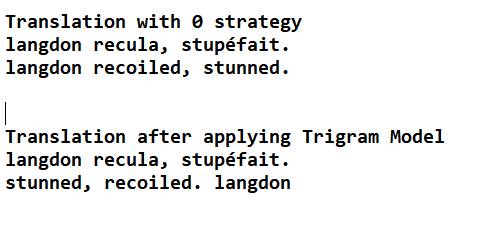 Translation with 0 strategy
langdon recula, stupéfait.
langdon recoiled, stunned.
Translation after applying Trigram Model
langdon recula, stupéfait.
stunned, recoiled. langdon